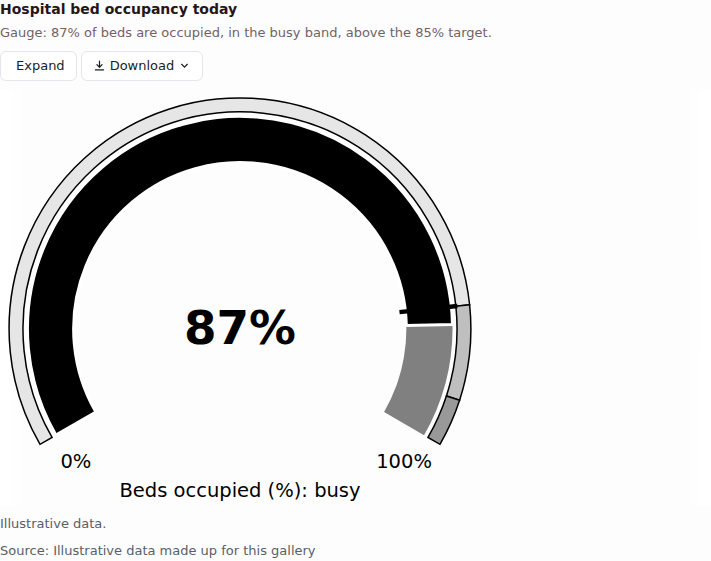 Hospital bed occupancy today
Gauge: 87% of beds are occupied, in the busy band, above the 85% target.
Expand
Download
87%
0%
100%
Beds occupied (%): busy
Illustrative data.
Source: Illustrative data made up for this gallery